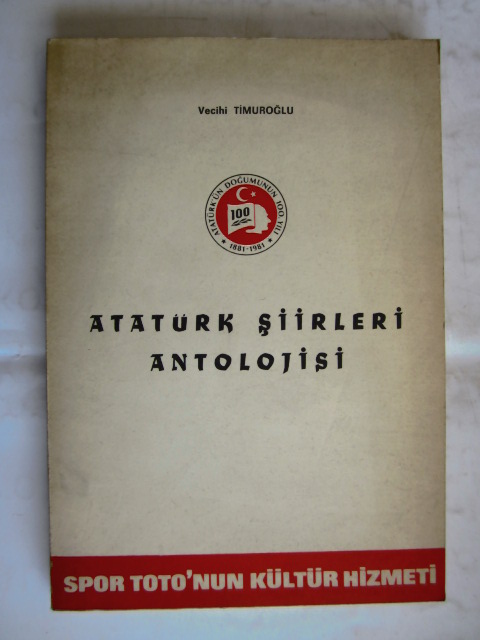 Vecihi TİMUROĞLU
ATATÜRK'ÜN DOĞUMUNUN 100 YILI
100
★ 1881-1981 ★
ATATÜRK ŞİİRLERİ
ANTOLOJİSİ
SPOR TOTO'NUN KÜLTÜR HİZMETİ